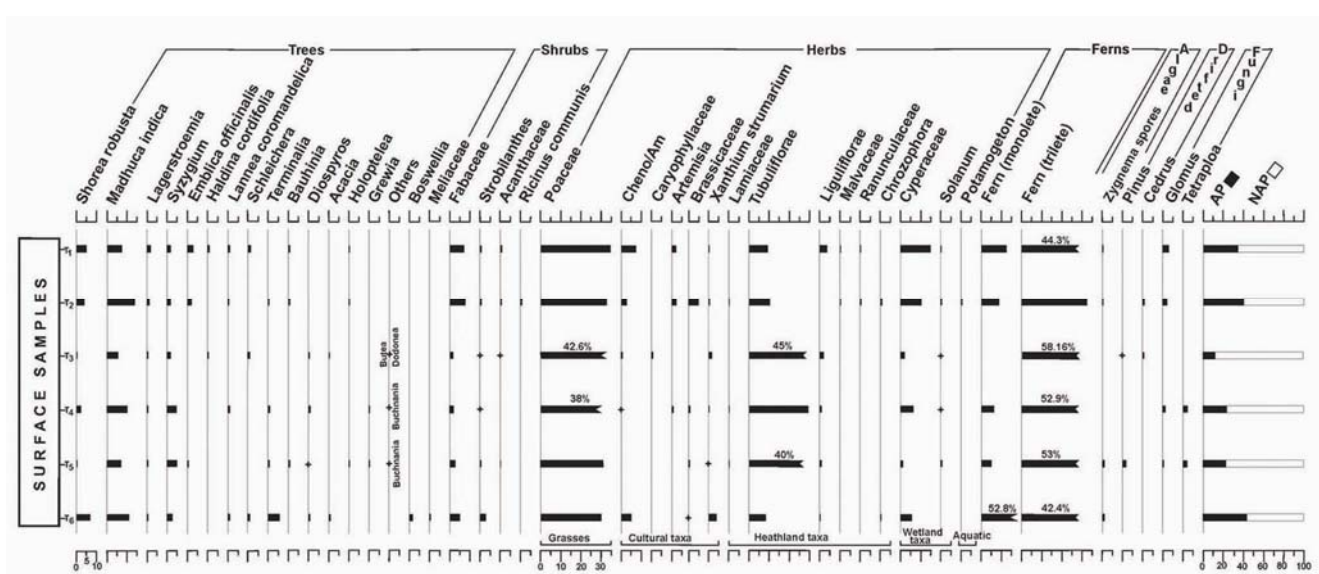 Trees
Shrubs
Herbs
Ferns
Algae
Drifted
Fungi
Shorea robusta
Madhuca indica
Lagerstroemia
Syzygium
Emblica officinalis
Haldina cordifolia
Lannea coromandelica
Schleichera
Terminalia
Bauhinia
Diospyros
Acacia
Holoptelea
Grewia
Others
Boswellia
Meliaceae
Fabaceae
Strobilanthes
Acanthaceae
Ricinus communis
Poaceae
Cheno/Am
Caryophyllaceae
Artemisia
Brassicaceae
Xanthium strumarium
Lamiaceae
Tubuliflorae
Liguliflorae
Malvaceae
Ranunculaceae
Chrozophora
Cyperaceae
Solanum
Potamogeton
Fern (monolete)
Fern (trilete)
Zygnema spores
Pinus
Cedrus
Glomus
Tetraploa
AP
NAP
SURFACE SAMPLES
T1
44.3%
T2
T3
Butea
Dodonea
42.6%
45%
58.16%
T4
Buchnania
38%
52.9%
T5
Buchnania
40%
53%
T6
52.8%
42.4%
Grasses
Cultural taxa
Heathland taxa
Wetland
taxa
Aquatic
0 5 10
0 10 20 30
0 20 40 60 80 100